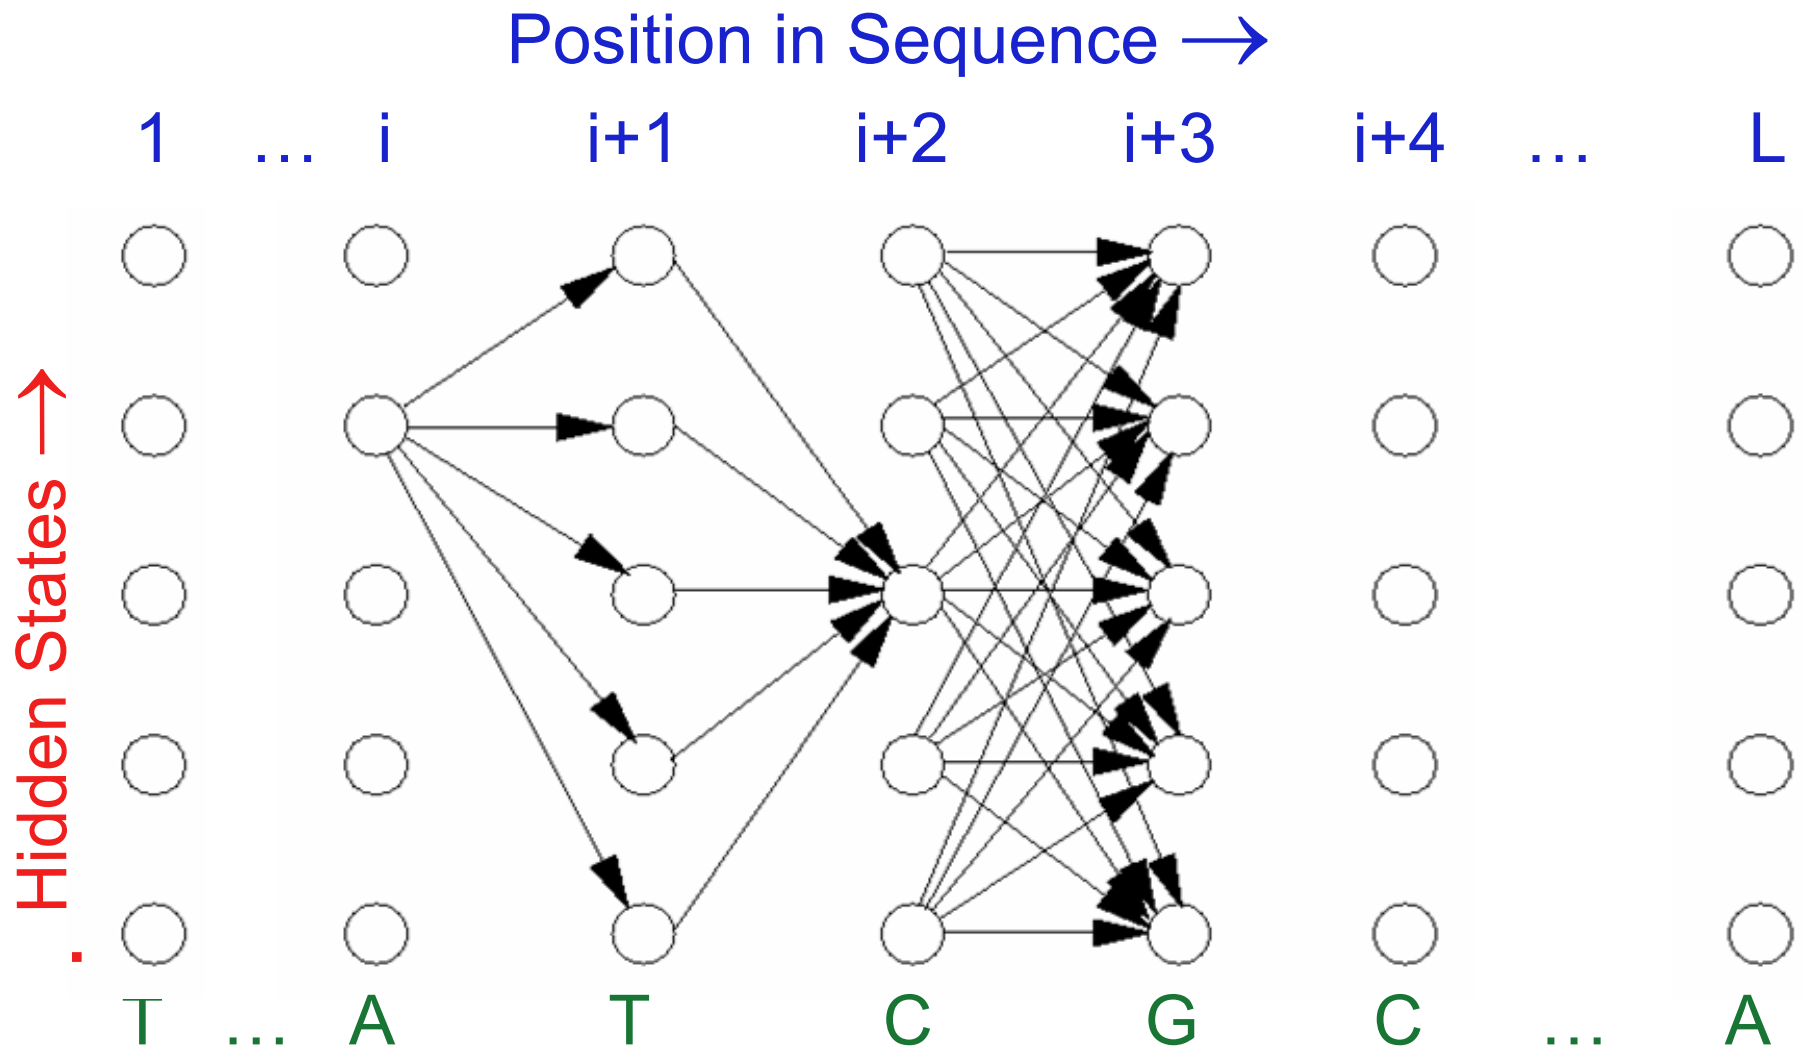 Position in Sequence →
1 ... i i+1 i+2 i+3 i+4 ... L
Hidden States →
T ... A T C G C ... A